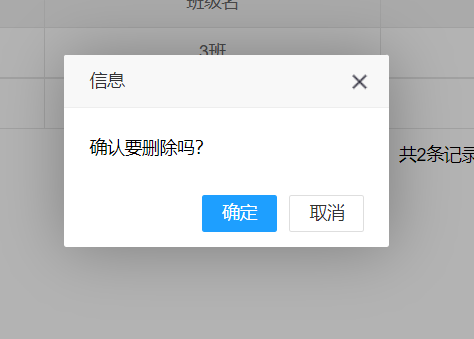 班级名
3班
信息
确认要删除吗?
共2条记录
确定 取消